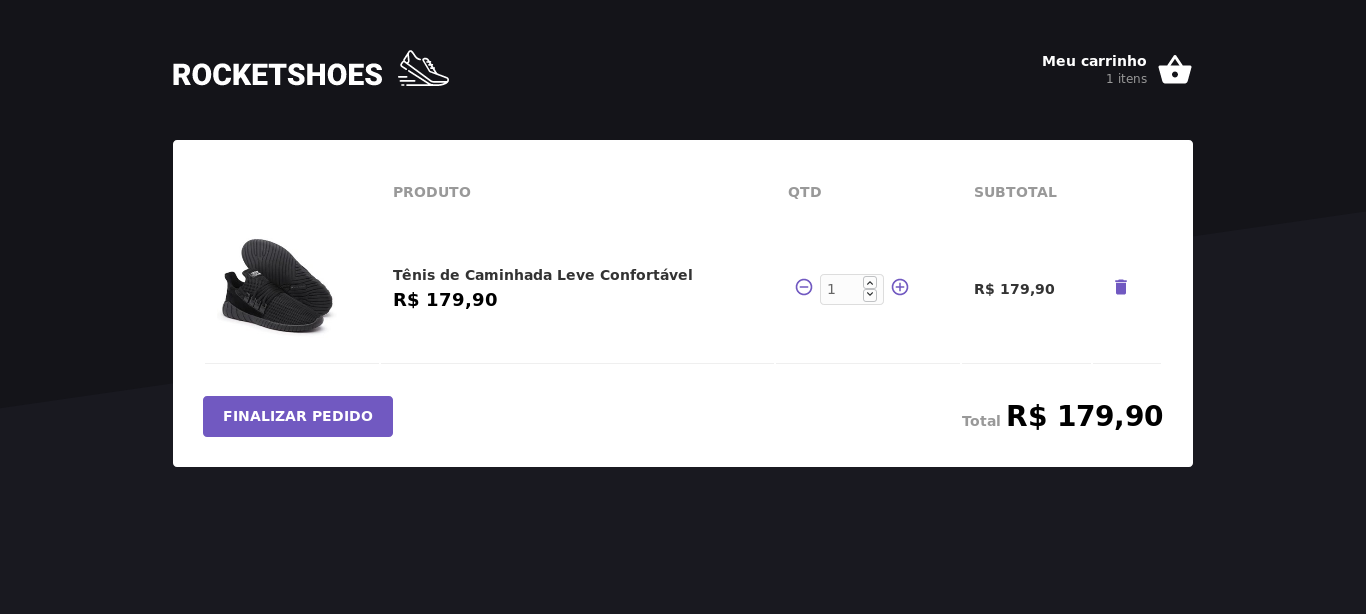 ROCKETSHOES
Meu carrinho
1 itens
PRODUTO QTD SUBTOTAL
Tênis de Caminhada Leve Confortável
R$ 179,90
1
R$ 179,90
FINALIZAR PEDIDO
Total R$ 179,90